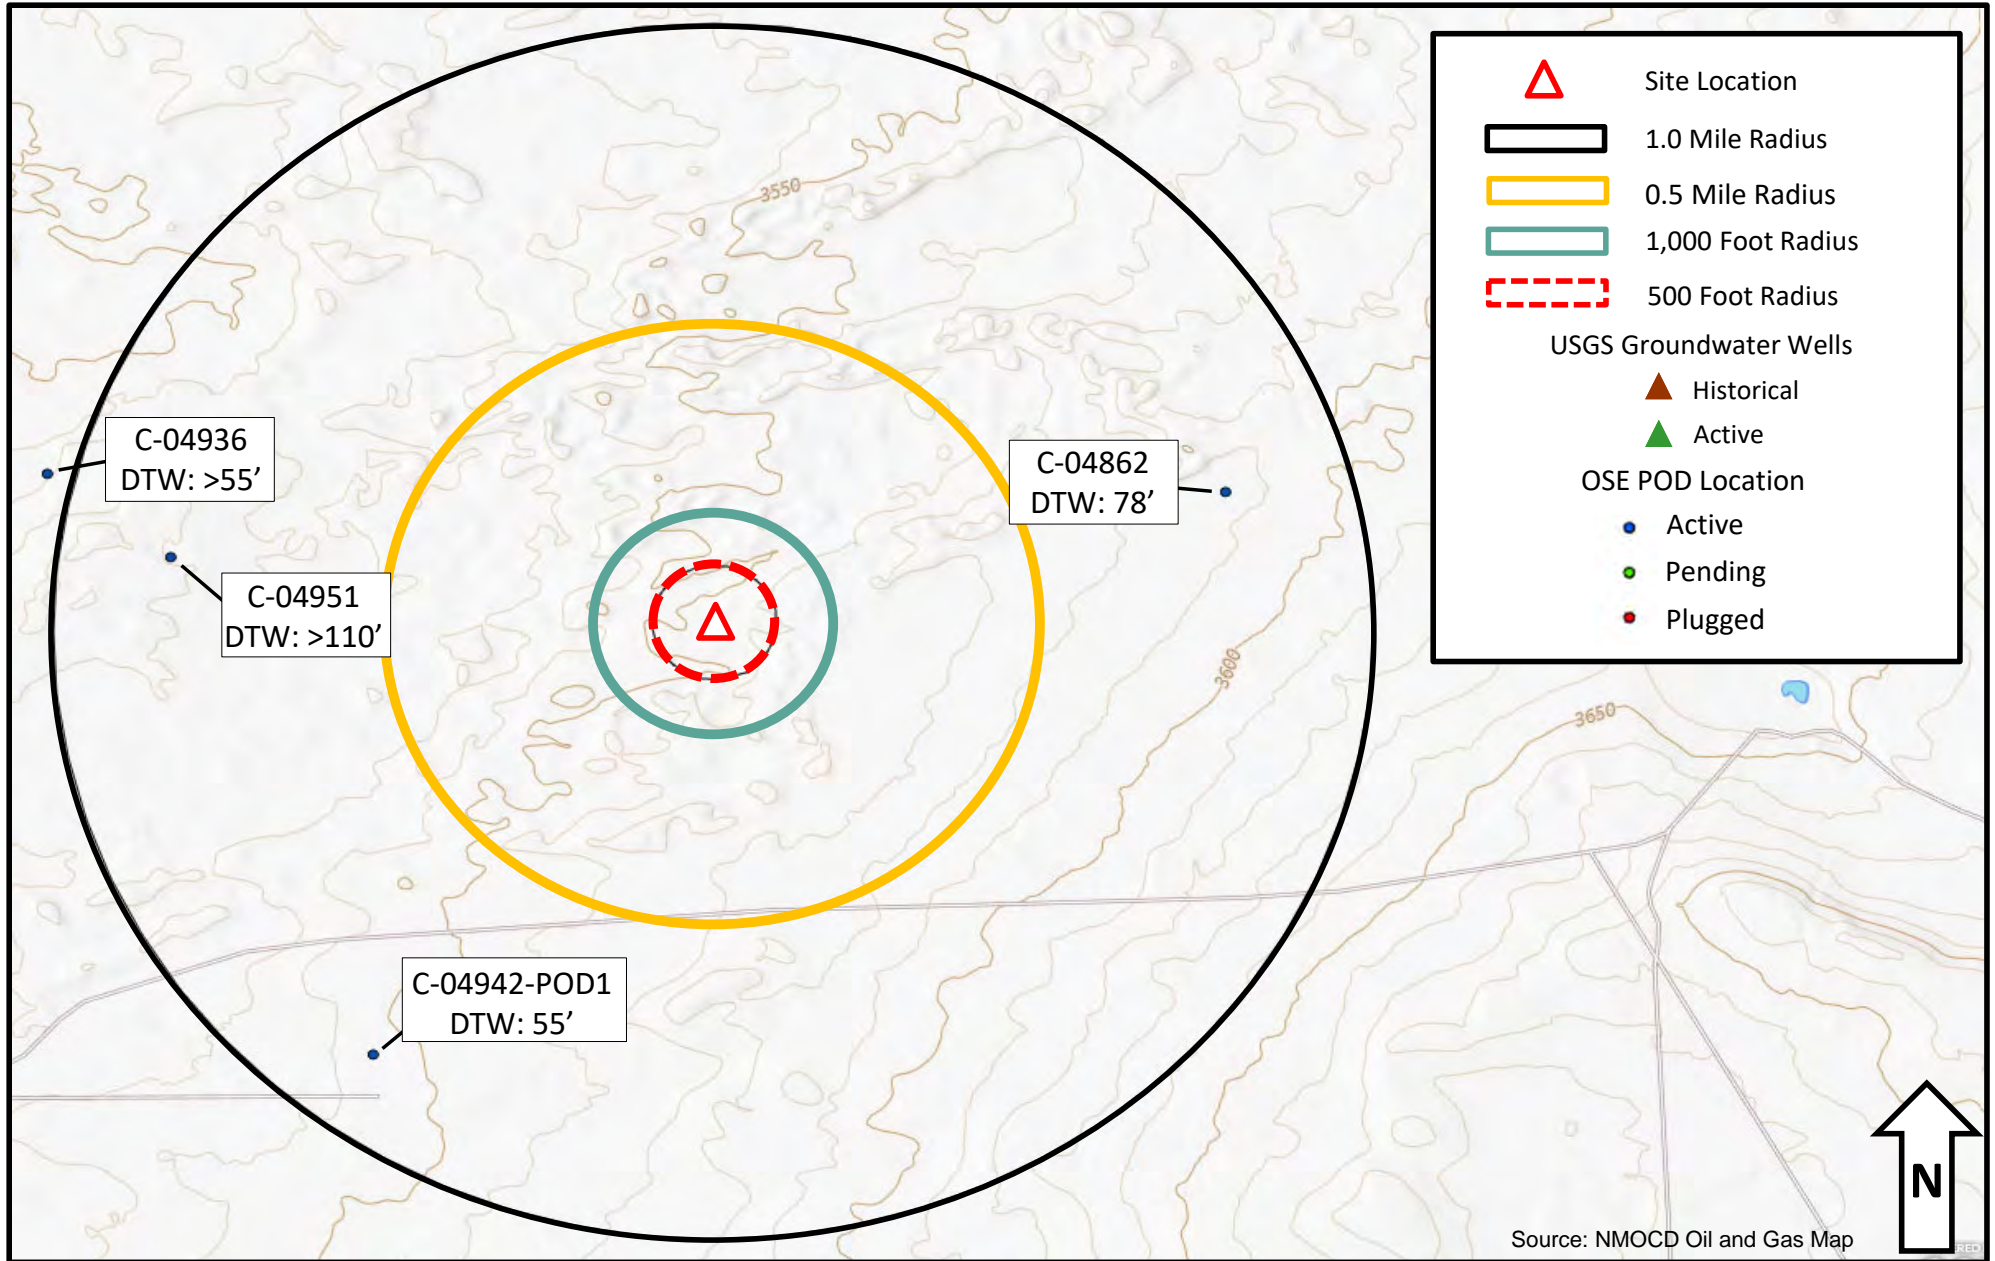 3550
C-04936
DTW: >55’
C-04951
DTW: >110’
C-04862
DTW: 78’
3600
3650
C-04942-POD1
DTW: 55’
Site Location
1.0 Mile Radius
0.5 Mile Radius
1,000 Foot Radius
500 Foot Radius
USGS Groundwater Wells
Historical
Active
OSE POD Location
Active
Pending
Plugged
N
Source: NMOCD Oil and Gas Map